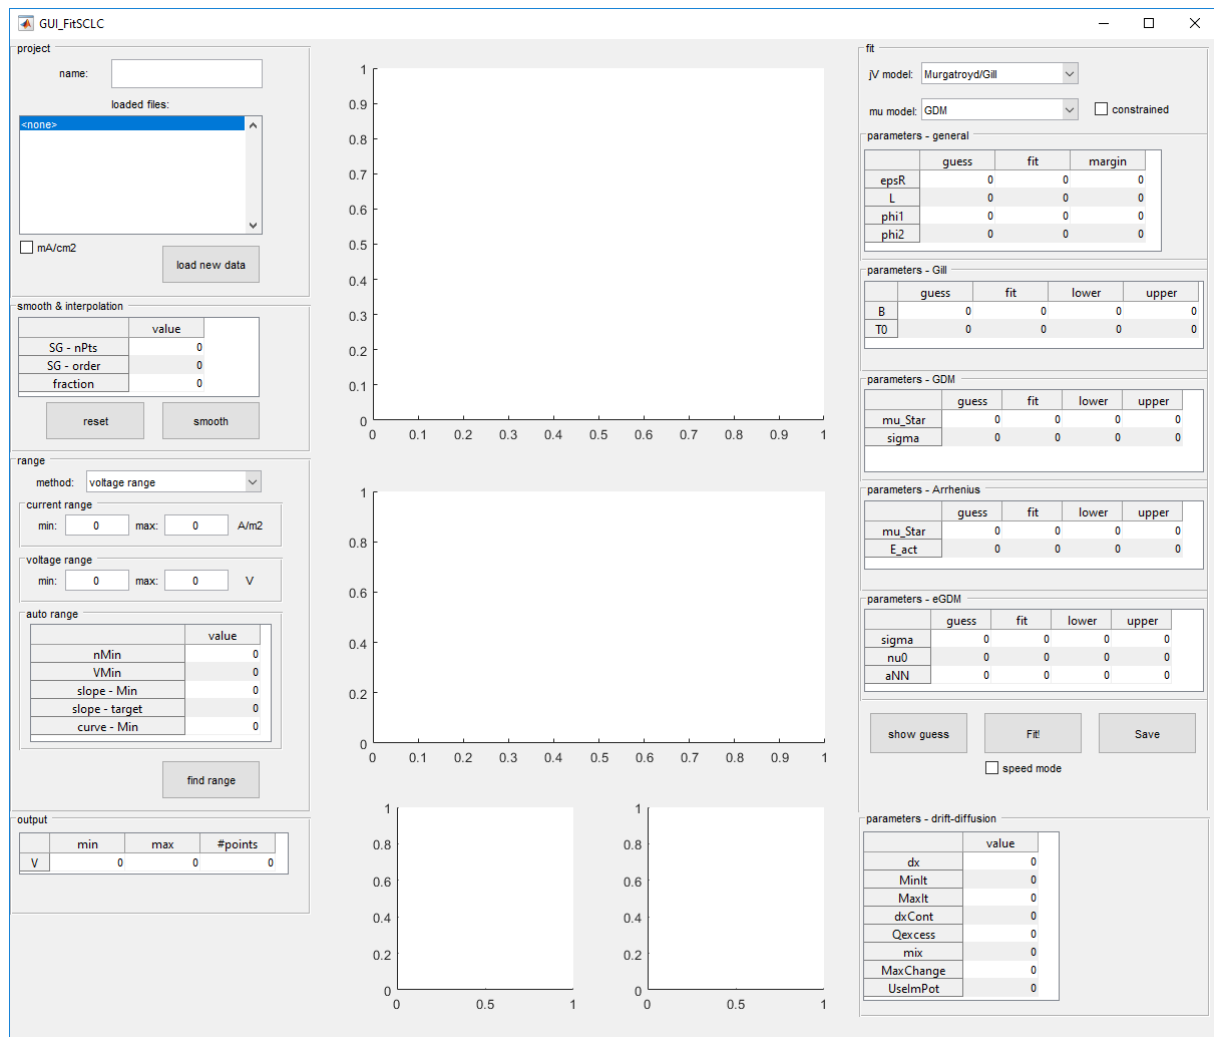 GUI_FitSCLC
project
name:
loaded files:
<none>
mA/cm2
load new data
smooth & interpolation
value
SG - nPts 0
SG - order 0
fraction 0
reset smooth
range
method: voltage range
current range
min: 0 max: 0 A/m2
voltage range
min: 0 max: 0 V
auto range
value
nMin 0
VMin 0
slope - Min 0
slope - target 0
curve - Min 0
find range
output
min max #points
V 0 0 0
1
0.9
0.8
0.7
0.6
0.5
0.4
0.3
0.2
0.1
0
0 0.1 0.2 0.3 0.4 0.5 0.6 0.7 0.8 0.9 1
1
0.8
0.6
0.4
0.2
0
0 0.1 0.2 0.3 0.4 0.5 0.6 0.7 0.8 0.9 1
1
0.8
0.6
0.4
0.2
0
0 0.5 1
1
0.8
0.6
0.4
0.2
0
0 0.5 1
fit
jV model: Murgatroyd/Gill
mu model: GDM constrained
parameters - general
guess fit margin
epsR 0 0 0
L 0 0 0
phi1 0 0 0
phi2 0 0 0
parameters - Gill
guess fit lower upper
B 0 0 0 0
T0 0 0 0 0
parameters - GDM
guess fit lower upper
mu_Star 0 0 0 0
sigma 0 0 0 0
parameters - Arrhenius
guess fit lower upper
mu_Star 0 0 0 0
E_act 0 0 0 0
parameters - eGDM
guess fit lower upper
sigma 0 0 0 0
nu0 0 0 0 0
aNN 0 0 0 0
show guess Fit! Save
speed mode
parameters - drift-diffusion
value
dx 0
MinIt 0
MaxIt 0
dxCont 0
Qexcess 0
mix 0
MaxChange 0
UseImPot 0